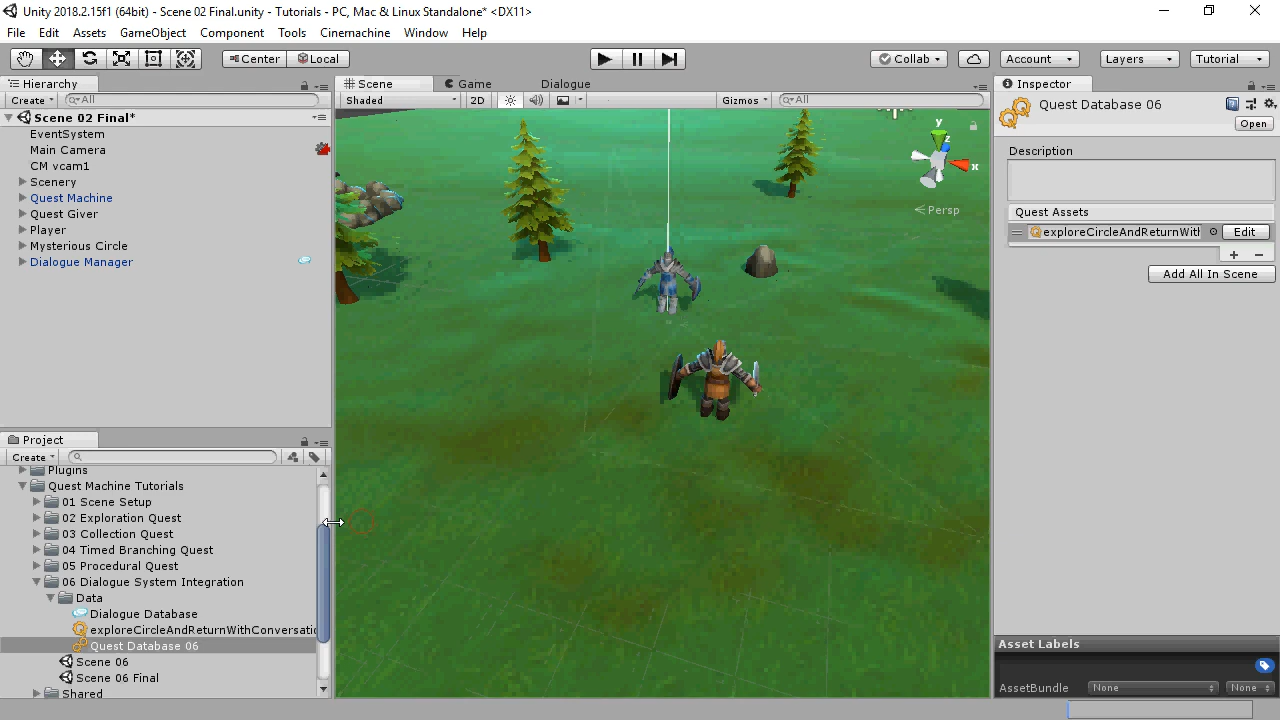 Unity 2018.2.15f1 (64bit) - Scene 02 Final.unity - Tutorials - PC, Mac & Linux Standalone* <DX11>
File Edit Assets GameObject Component Tools Cinemachine Window Help
Center Local Collab Account Layers Tutorial
Hierarchy
Create All
Scene 02 Final*
EventSystem
Main Camera
CM vcam1
Scenery
Quest Machine
Quest Giver
Player
Mysterious Circle
Dialogue Manager
Project
Create
Plugins
Quest Machine Tutorials
01 Scene Setup
02 Exploration Quest
03 Collection Quest
04 Timed Branching Quest
05 Procedural Quest
06 Dialogue System Integration
Data
Dialogue Database
exploreCircleAndReturnWithConversatio
Quest Database 06
Scene 06
Scene 06 Final
Shared
Scene Game Dialogue
Shaded 2D Gizmos All
y
z
x
Persp
Inspector
Quest Database 06
Open
Description
Quest Assets
exploreCircleAndReturnWith Edit
Add All In Scene
Asset Labels
AssetBundle None None